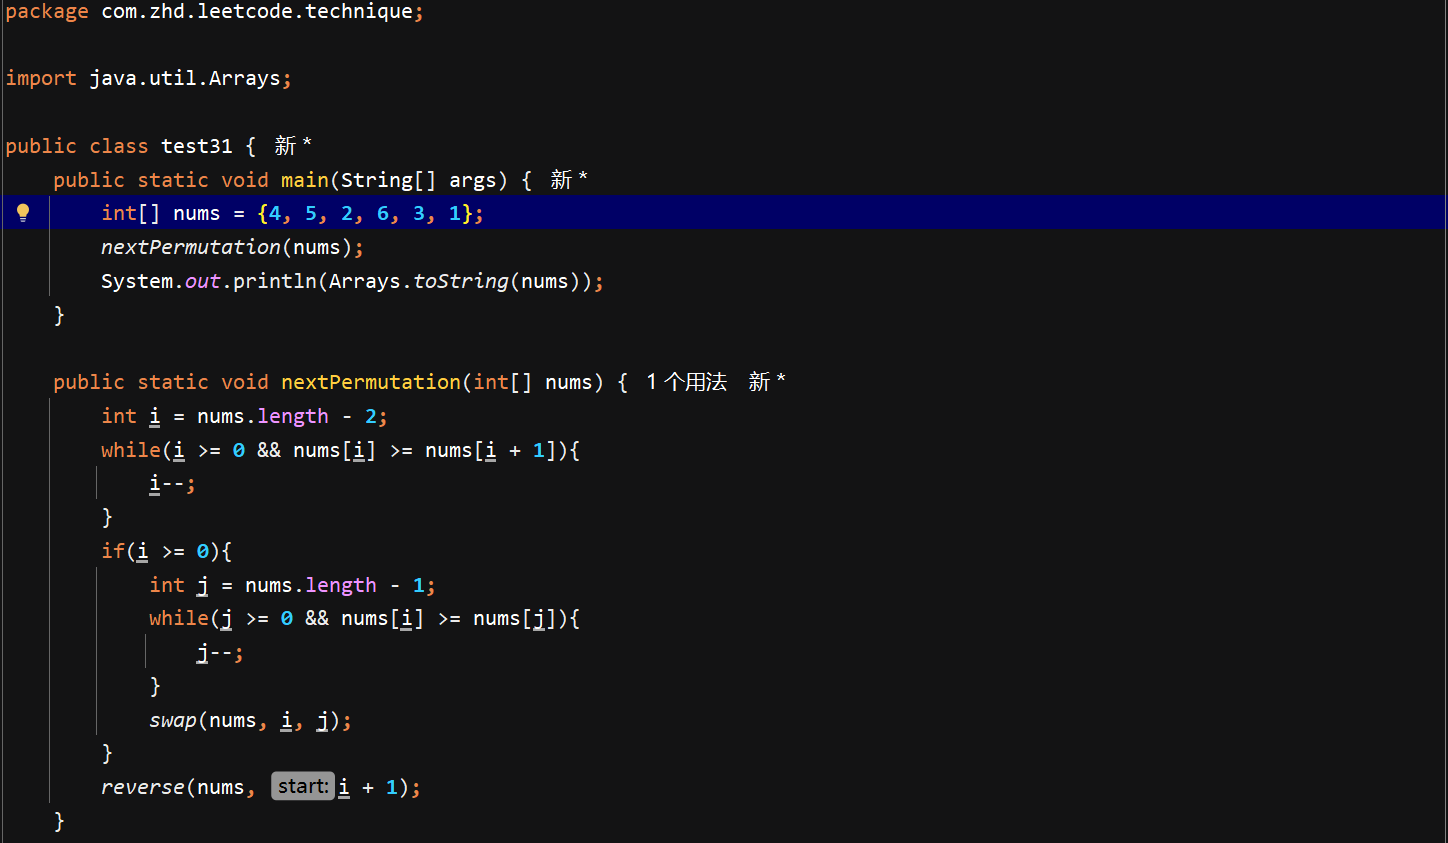 package com.zhd.leetcode.technique;
import java.util.Arrays;
public class test31 { 新 *
public static void main(String[] args) { 新 *
int[] nums = {4, 5, 2, 6, 3, 1};
nextPermutation(nums);
System.out.println(Arrays.toString(nums));
}
public static void nextPermutation(int[] nums) { 1 个用法 新 *
int i = nums.length - 2;
while(i >= 0 && nums[i] >= nums[i + 1]){
i--;
}
if(i >= 0){
int j = nums.length - 1;
while(j >= 0 && nums[i] >= nums[j]){
j--;
}
swap(nums, i, j);
}
reverse(nums, start: i + 1);
}